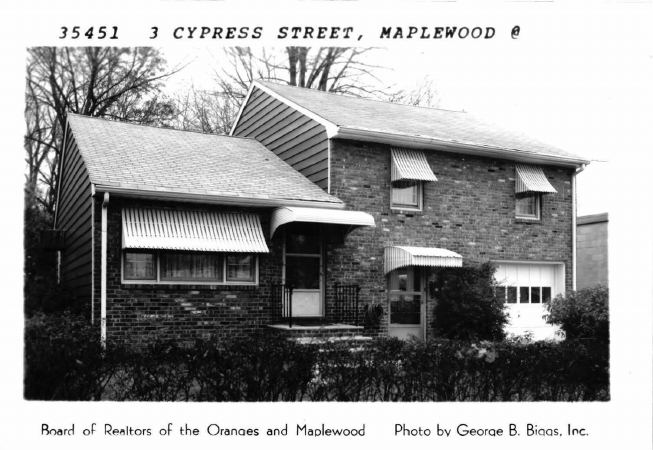 35451 3 CYPRESS STREET, MAPLEWOOD @
Board of Realtors of the Oranges and Maplewood Photo by George B. Biggs, Inc.